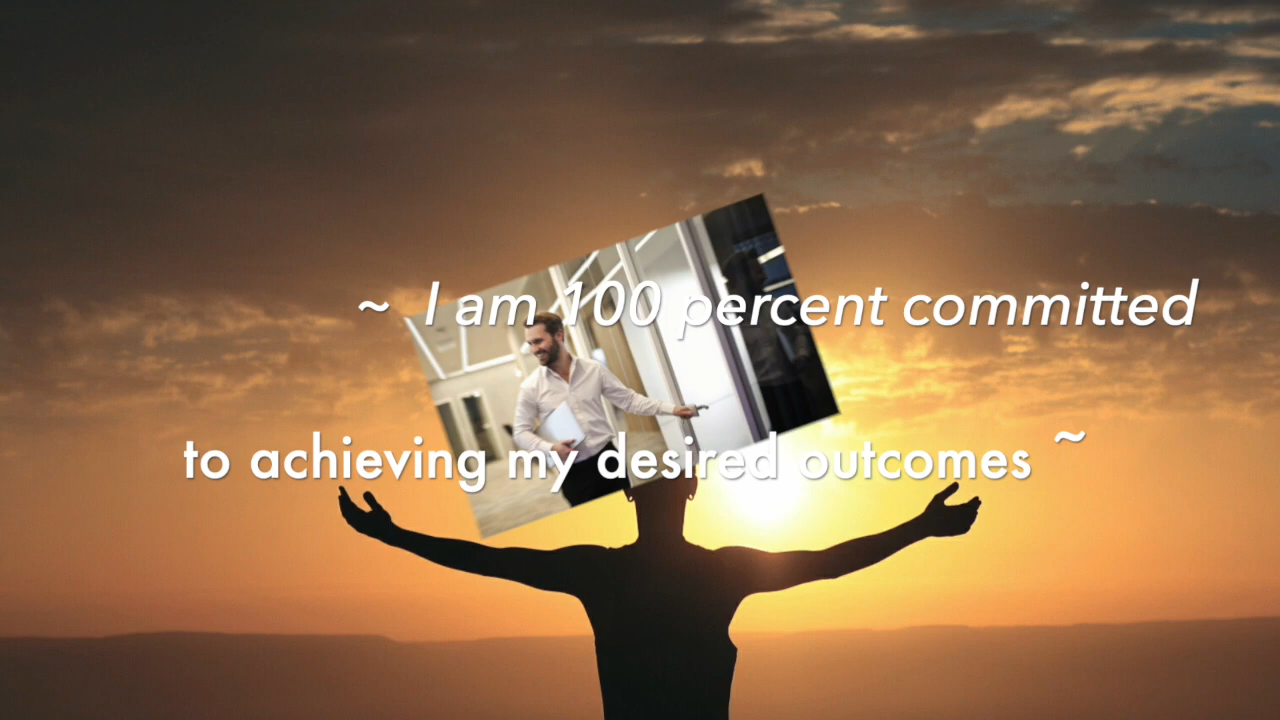 ~ I am 100 percent committed
to achieving my desired outcomes ~